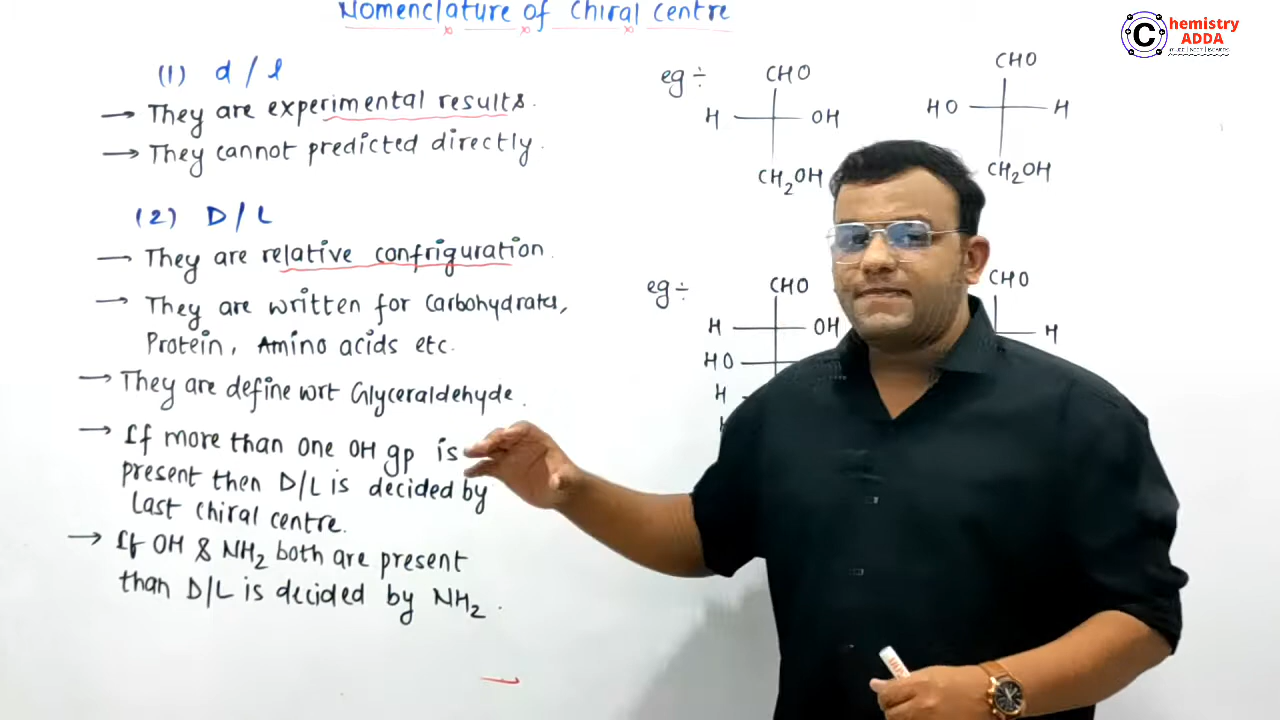 Nomenclature of Chiral Centre
(1) d / l
→ They are experimental results.
→ They cannot predicted directly.
(2) D / L
→ They are relative confriguration.
→ They are written for Carbohydrates,
Protein, Amino acids etc.
→ They are define wrt Glyceraldehyde.
→ If more than one OH gp is
present then D/L is decided by
Last chiral centre.
→ If OH & NH2 both are present
than D/L is decided by NH2.
eg ÷
CHO
H OH
CH2OH
CHO
HO H
CH2OH
eg ÷
CHO
H OH
HO
H
CHO
H
Chemistry
ADDA